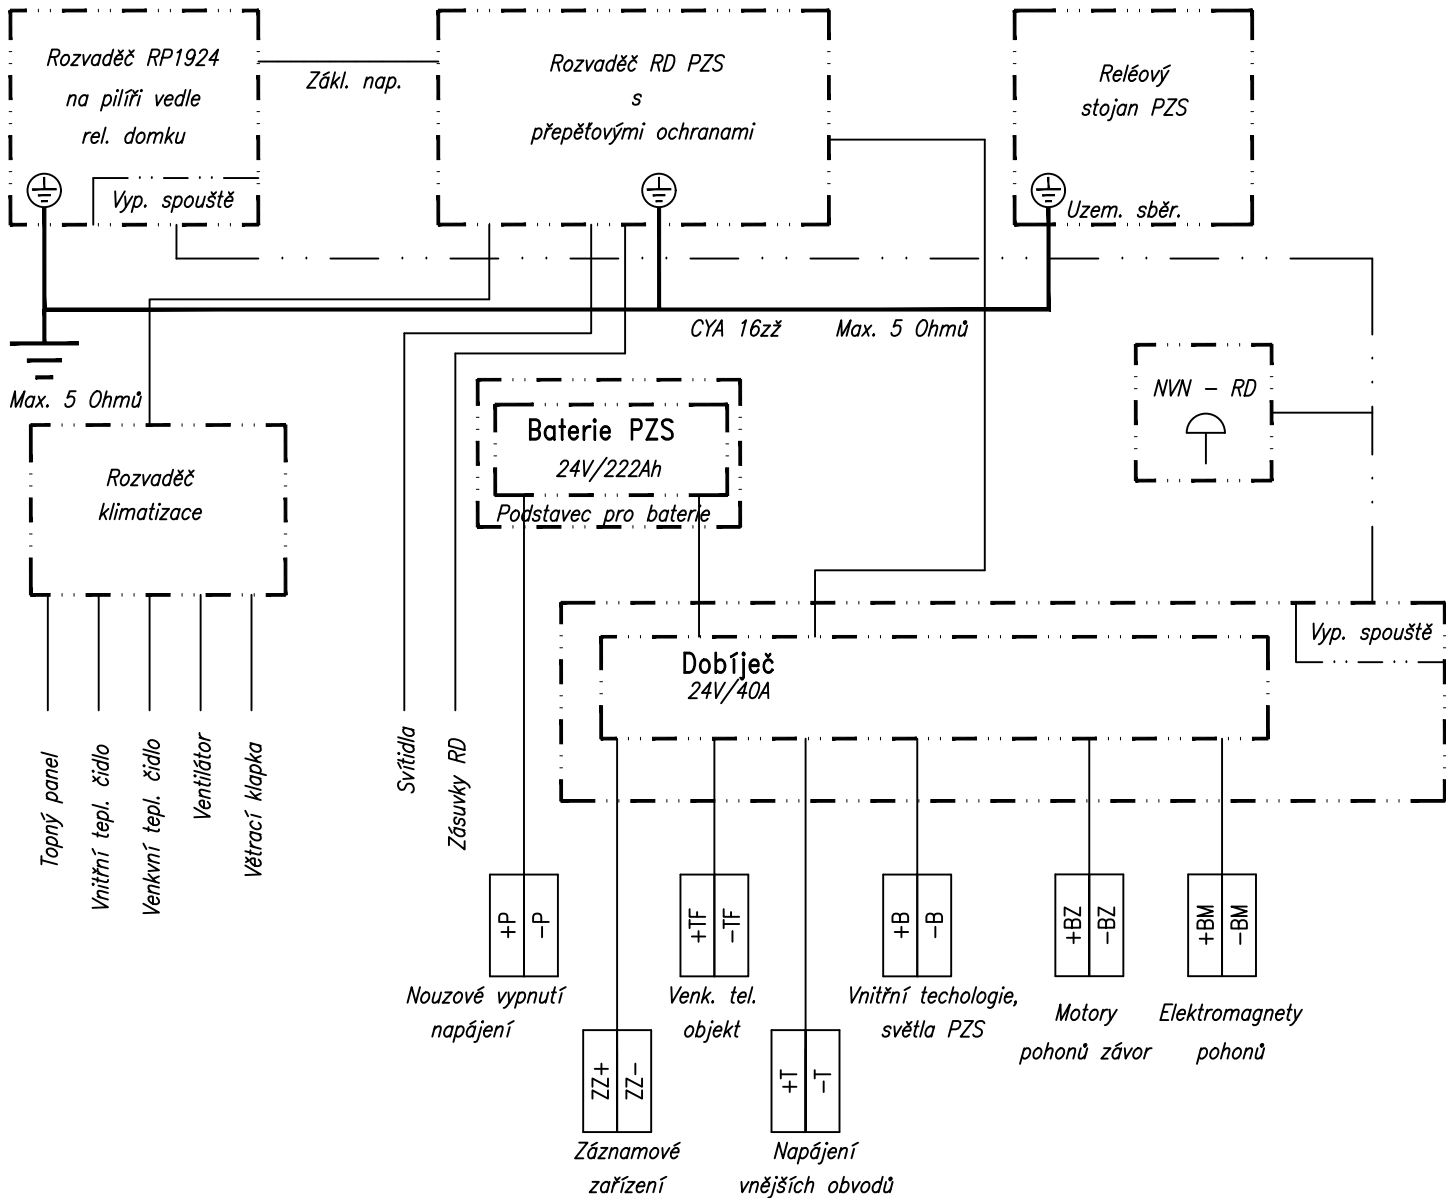 Rozvaděč RP1924
na pilíři vedle
rel. domku
Vyp. spouště
Zákl. nap.
Rozvaděč RD PZS
s
přepěťovými ochranami
Reléový
stojan PZS
Uzem. sběr.
CYA 16zž
Max. 5 Ohmů
Max. 5 Ohmů
NVN – RD
Baterie PZS
24V/222Ah
Podstavec pro baterie
Rozvaděč
klimatizace
Vyp. spouště
Dobíječ
24V/40A
Topný panel
Vnitřní tepl. čidlo
Venkvní tepl. čidlo
Ventilátor
Větrací klapka
Svítidla
Zásuvky RD
+P
–P
+TF
–TF
+B
–B
+BZ
–BZ
+BM
–BM
Nouzové vypnutí
napájení
Venk. tel.
objekt
Vnitřní techologie,
světla PZS
Motory
pohonů závor
Elektromagnety
pohonů
ZZ+
ZZ–
+T
–T
Záznamové
zařízení
Napájení
vnějších obvodů